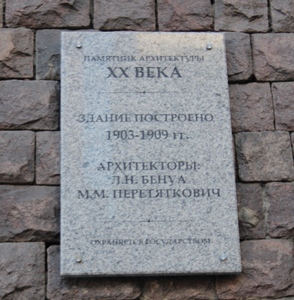 ПАМЯТНИК АРХИТЕКТУРЫ
XX ВЕКА
ЗДАНИЕ ПОСТРОЕНО
1903-1909 гг.
АРХИТЕКТОРЫ:
Л.Н. БЕНУА
М.М. ПЕРЕТЯТКОВИЧ
ОХРАНЯЕТСЯ ГОСУДАРСТВОМ